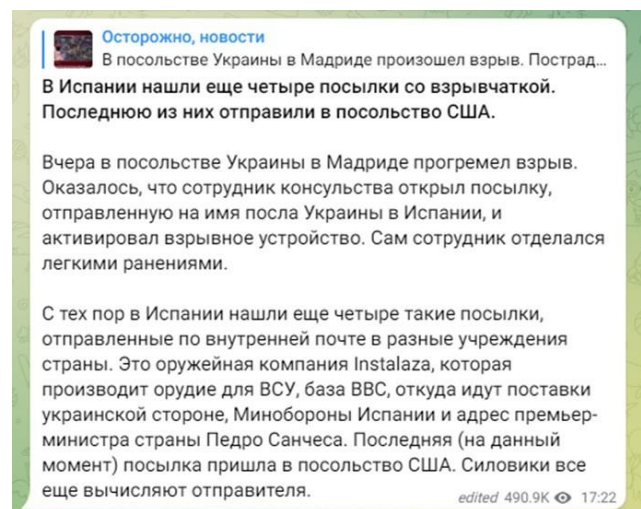 Осторожно, новости
В посольстве Украины в Мадриде произошел взрыв. Пострад...
В Испании нашли еще четыре посылки со взрывчаткой.
Последнюю из них отправили в посольство США.
Вчера в посольстве Украины в Мадриде прогремел взрыв.
Оказалось, что сотрудник консульства открыл посылку,
отправленную на имя посла Украины в Испании, и
активировал взрывное устройство. Сам сотрудник отделался
легкими ранениями.
С тех пор в Испании нашли еще четыре такие посылки,
отправленные по внутренней почте в разные учреждения
страны. Это оружейная компания Instalaza, которая
производит орудие для ВСУ, база ВВС, откуда идут поставки
украинской стороне, Минобороны Испании и адрес премьер-
министра страны Педро Санчеса. Последняя (на данный
момент) посылка пришла в посольство США. Силовики все
еще вычисляют отправителя.
edited 490.9K 17:22